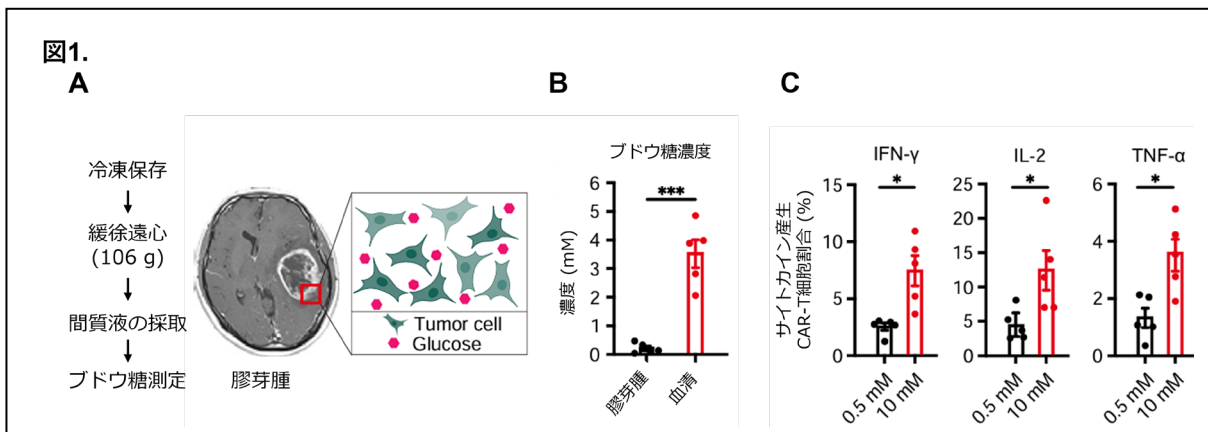 図1.
A
冷凍保存
緩徐遠心
(106 g)
間質液の採取
ブドウ糖測定
膠芽腫
Tumor cell
Glucose
B
ブドウ糖濃度
濃度 (mM)
6
5
4
3
2
1
0
***
膠芽腫
血清
C
サイトカイン産生
CAR-T細胞割合 (%)
IFN-γ
*
15
10
5
0
0.5 mM
10 mM
IL-2
*
25
20
15
10
5
0
0.5 mM
10 mM
TNF-α
*
6
4
2
0
0.5 mM
10 mM